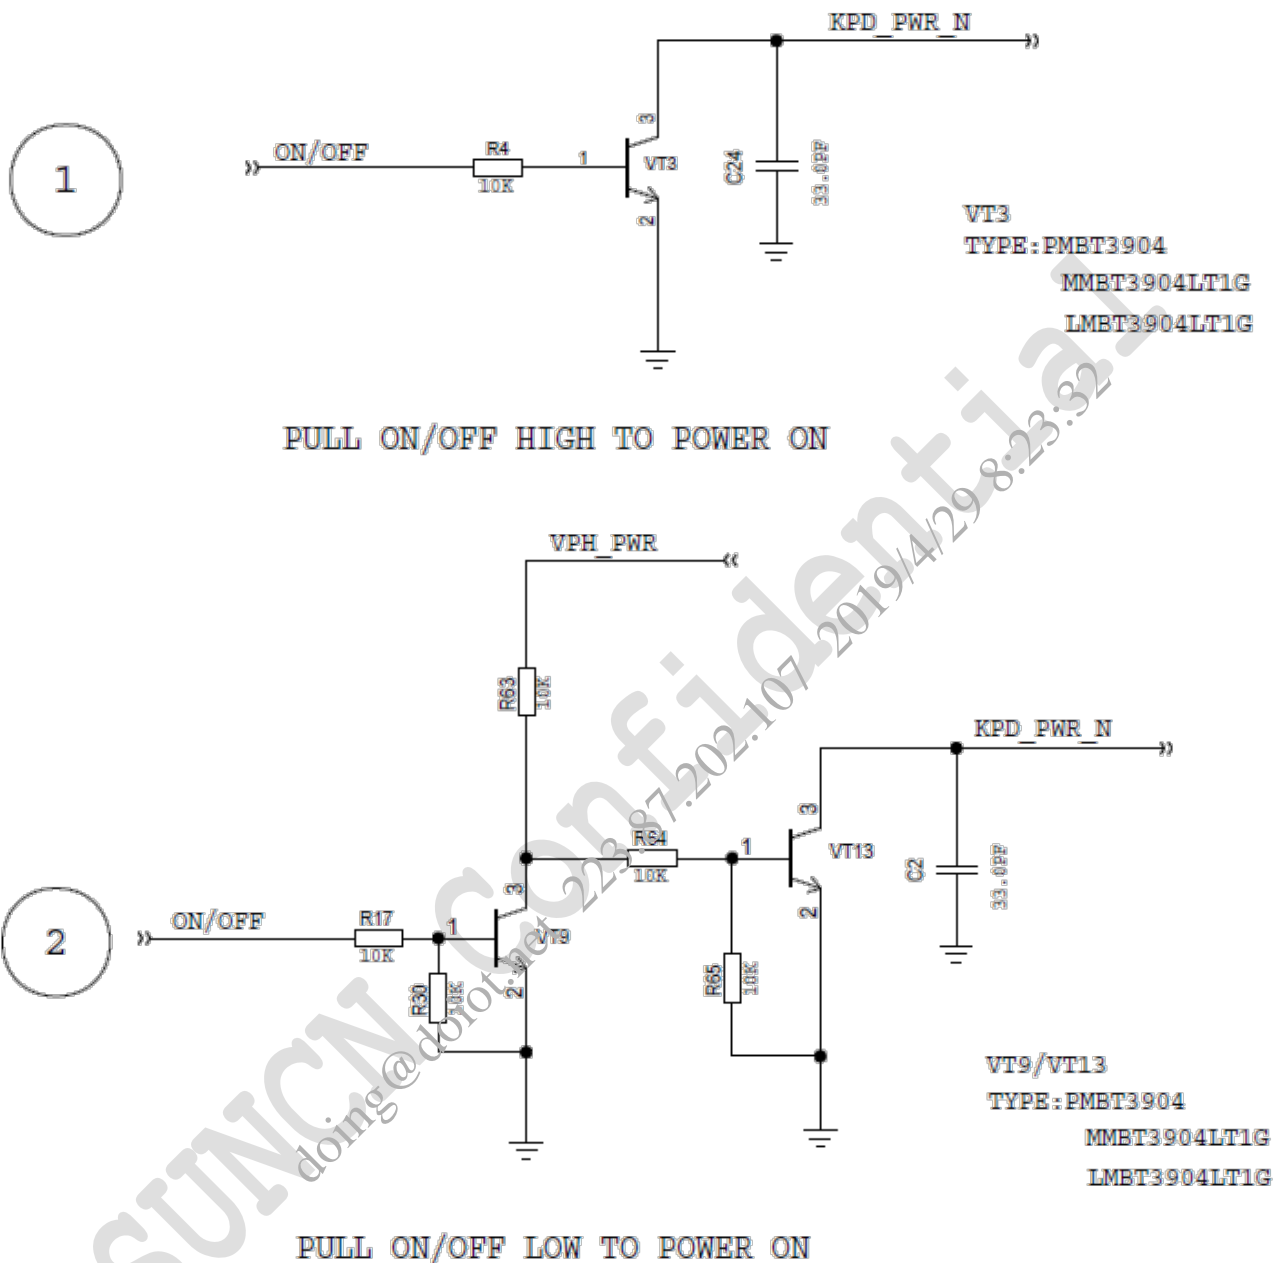 KPD_PWR_N
3
ON/OFF
R4
10K
1
VT3
2
C24
33.0PF
1
VT3
TYPE:PMBT3904
MMBT3904LT1G
LMBT3904LT1G
PULL ON/OFF HIGH TO POWER ON
VPH_PWR
R63
10K
KPD_PWR_N
3
R64
10K
1
VT13
2
C2
33.0PF
2
ON/OFF
R17
10K
1
3
VT9
2
R30
10K
R65
10K
VT9/VT13
TYPE:PMBT3904
MMBT3904LT1G
LMBT3904LT1G
PULL ON/OFF LOW TO POWER ON
GUNCN Confidential
doing@doiot.net 223.87.202.107 2019/4/29 8:23:32